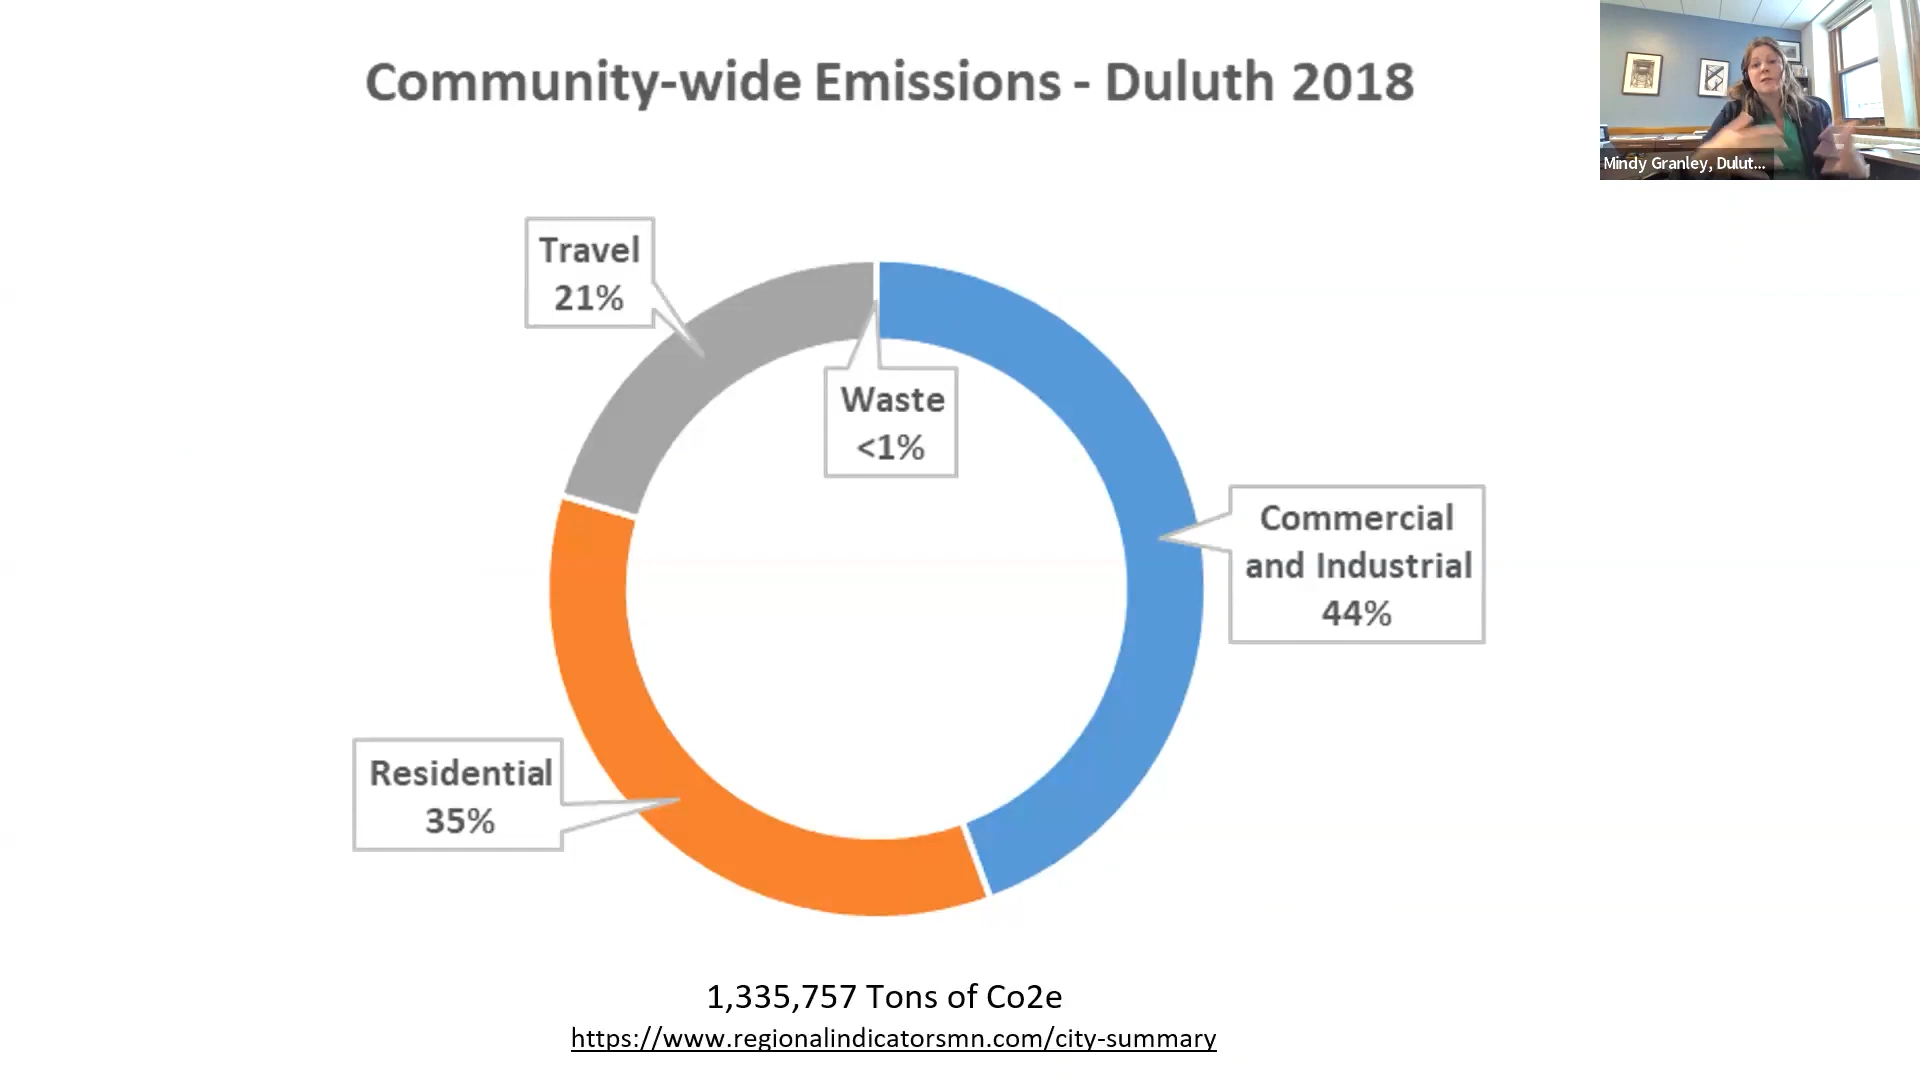 Community-wide Emissions - Duluth 2018
Mindy Granley, Dulut...
Travel
21%
Waste
<1%
Commercial
and Industrial
44%
Residential
35%
1,335,757 Tons of Co2e
https://www.regionalindicatorsmn.com/city-summary